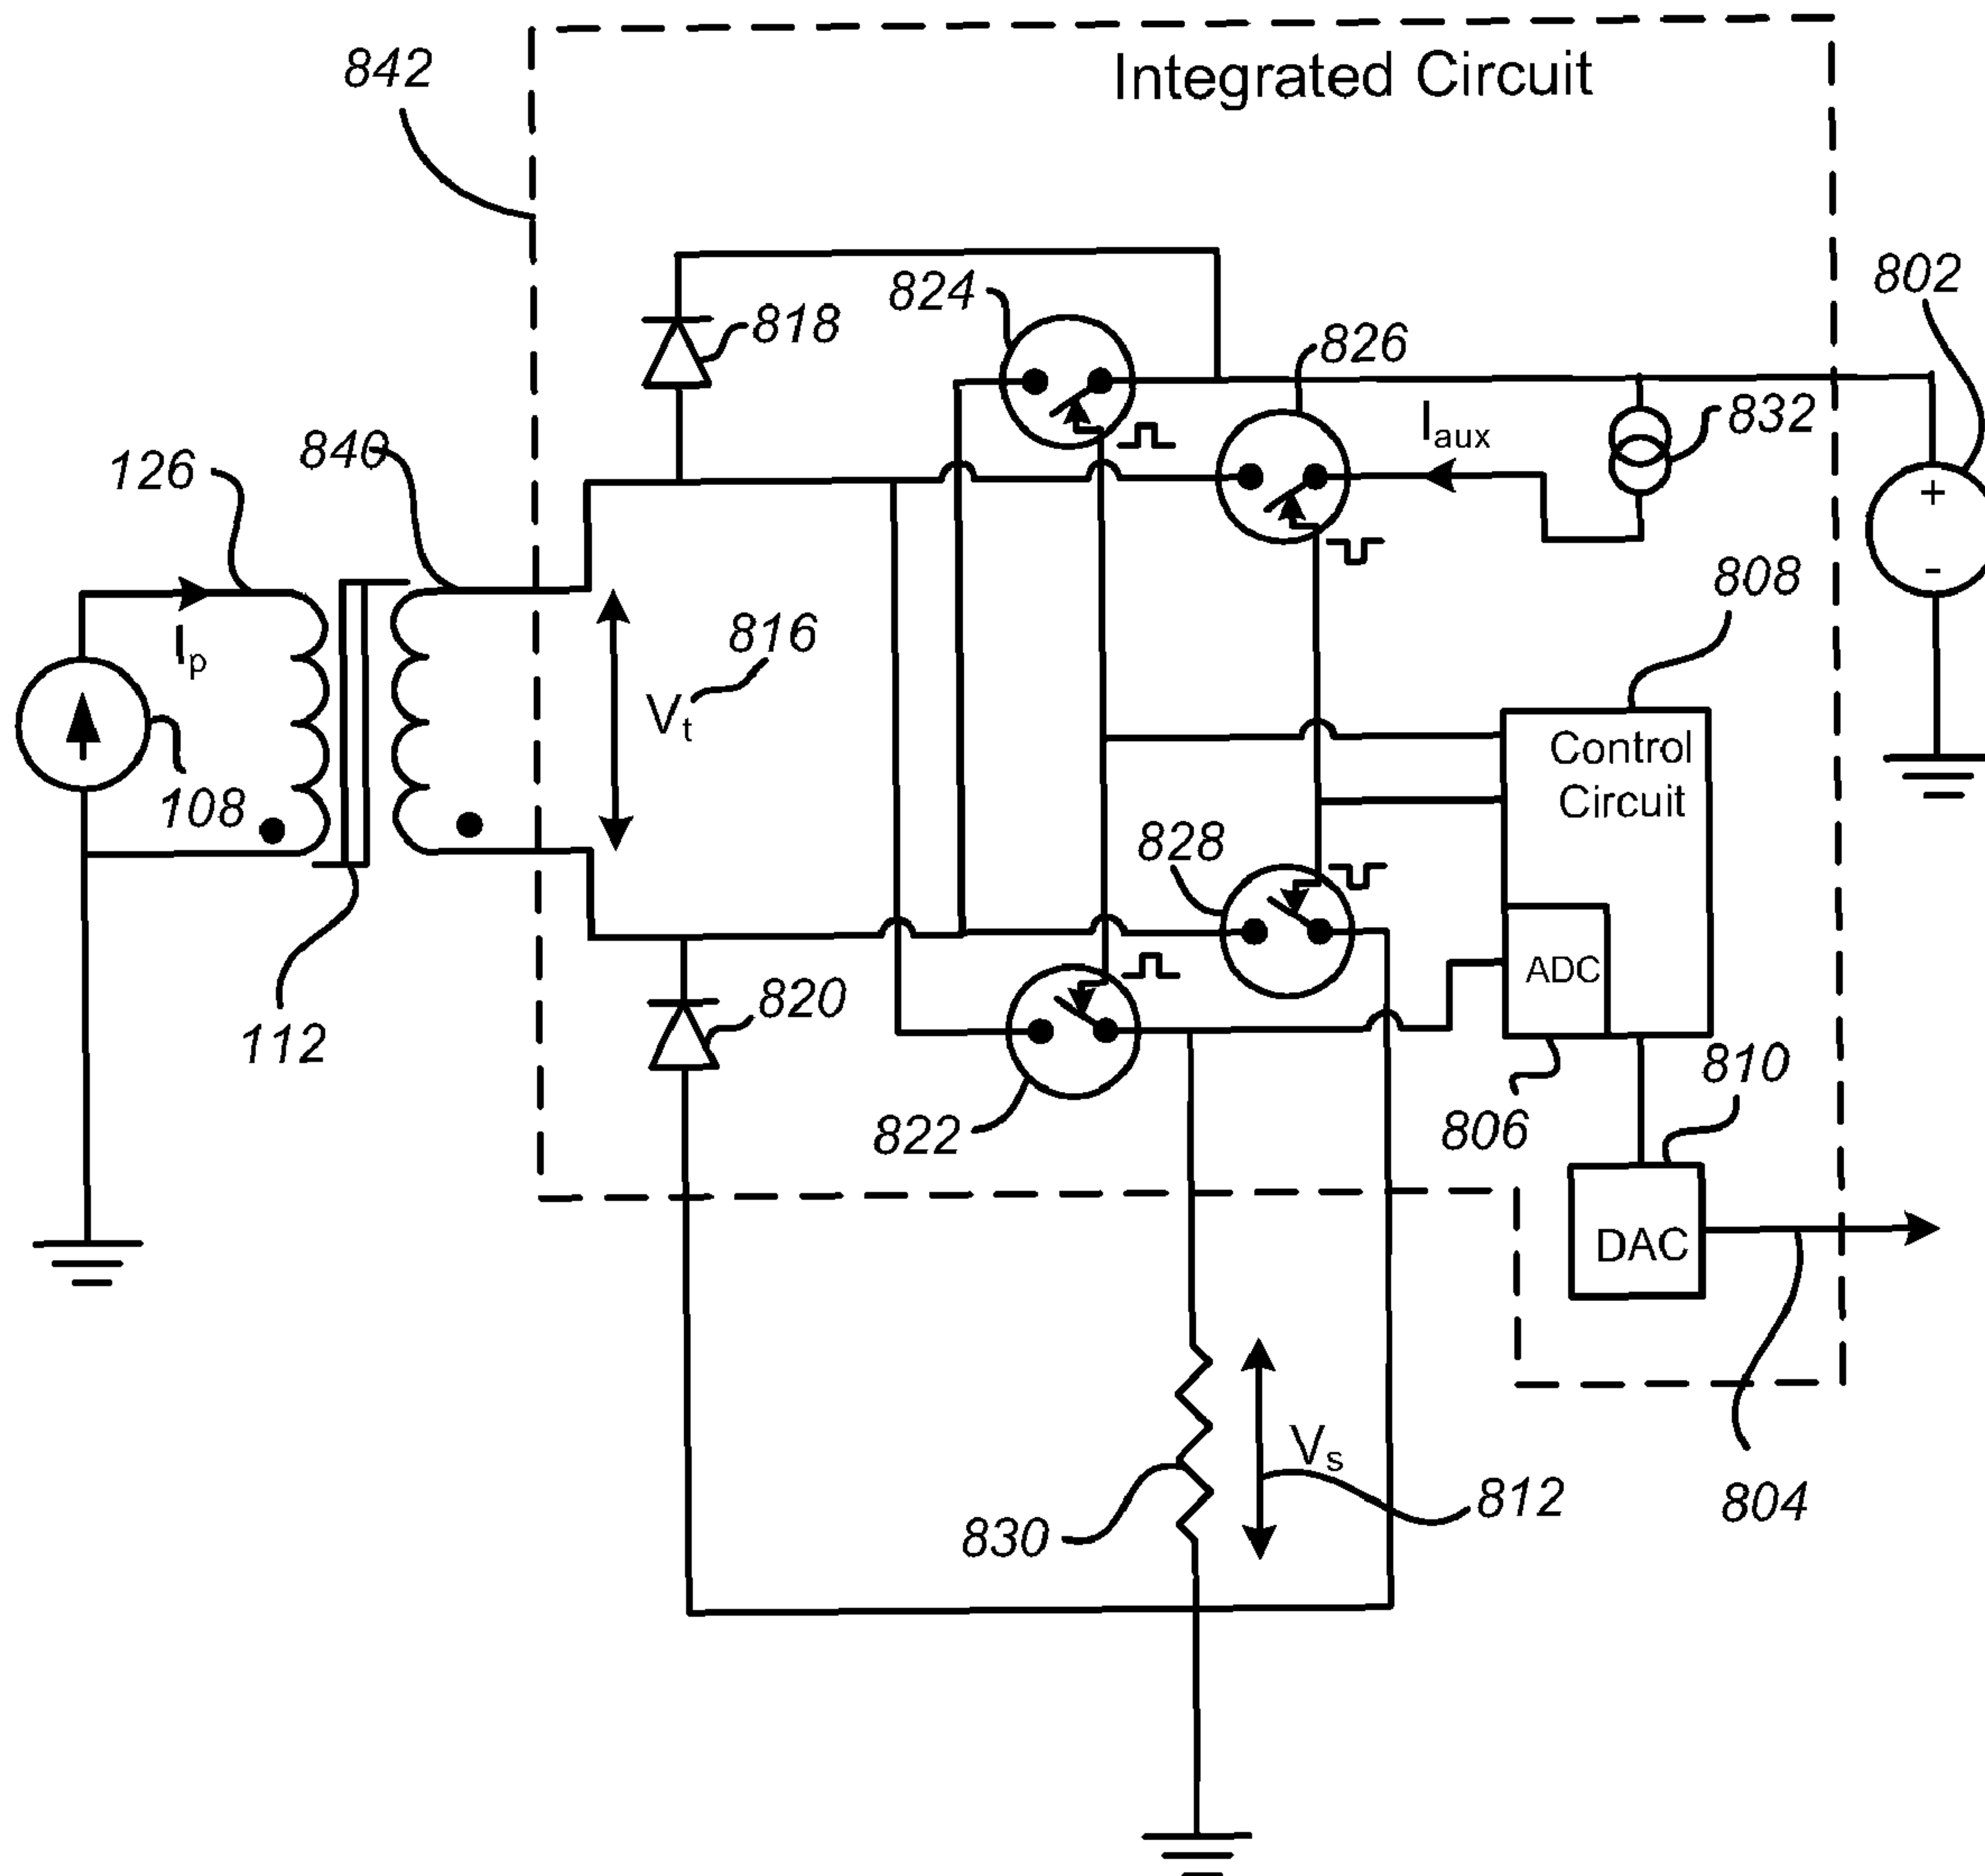 842
Integrated Circuit
802
824
818
826
832
Iaux
126
840
+
-
808
816
Ip
Vt
Control
Circuit
108
828
ADC
820
112
810
822
806
DAC
Vs
812
804
830